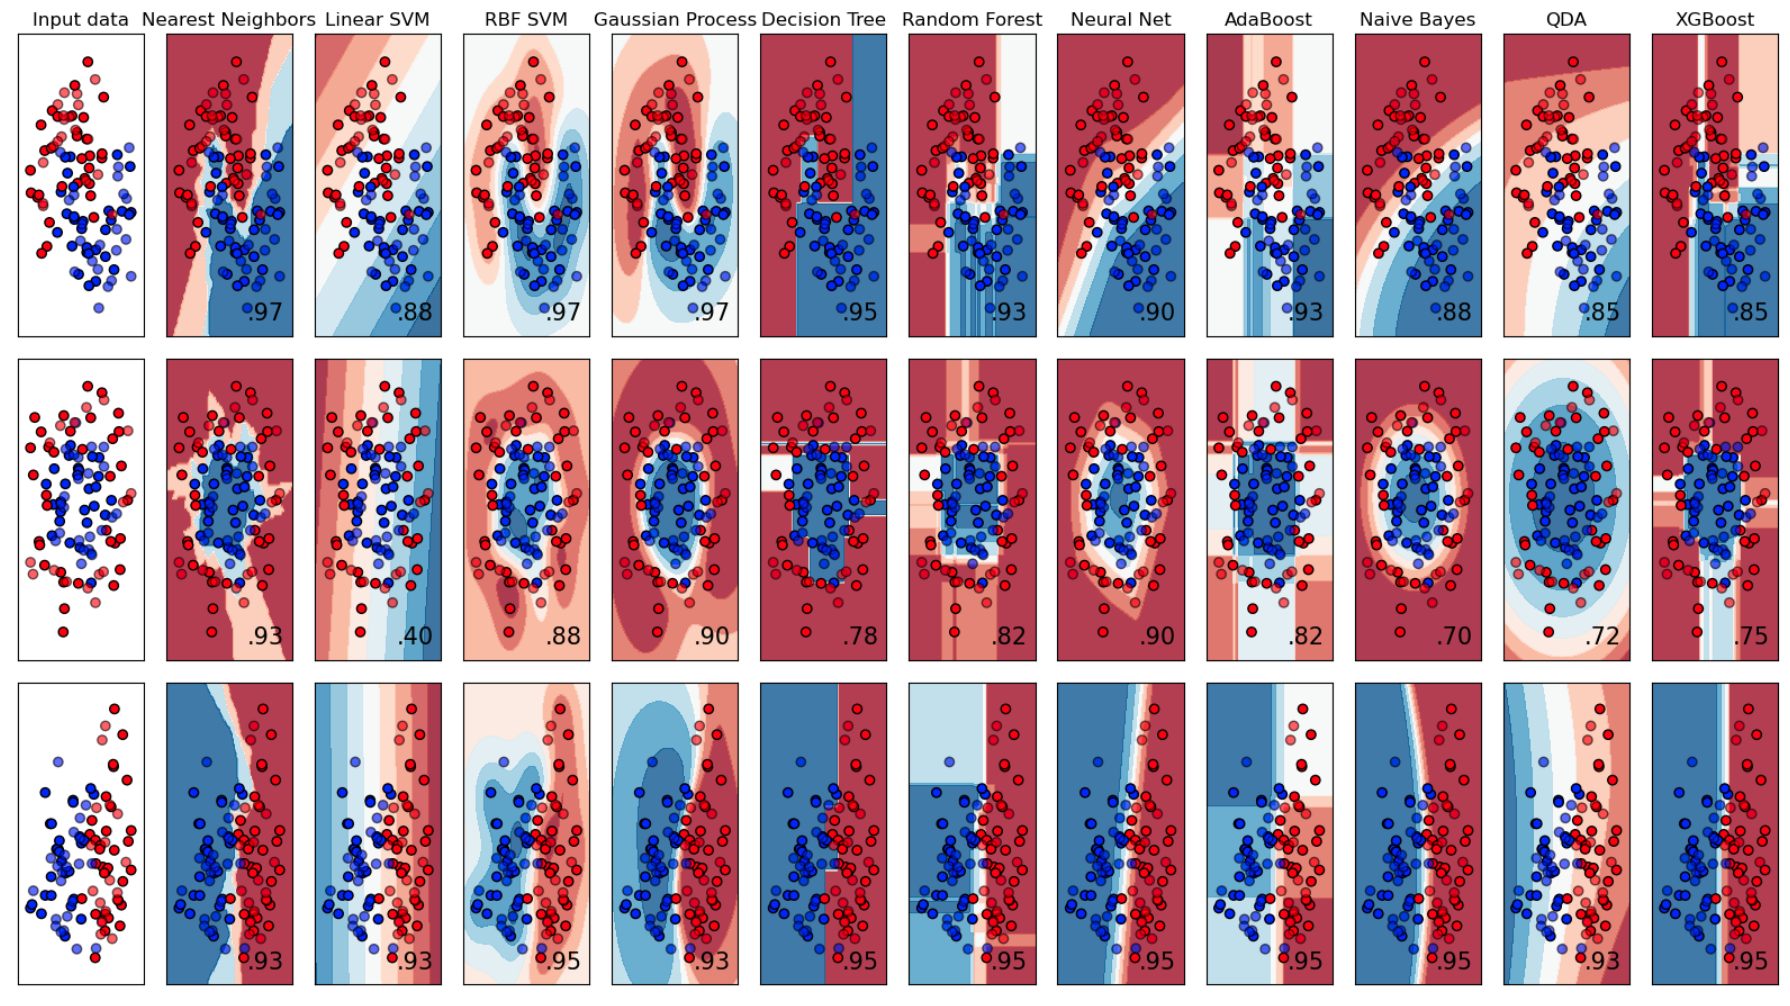 Input data Nearest Neighbors Linear SVM RBF SVM Gaussian Process Decision Tree Random Forest Neural Net AdaBoost Naive Bayes QDA XGBoost
.97 .88 .97 .97 .95 .93 .90 .93 .88 .85 .85
.93 .40 .88 .90 .78 .82 .90 .82 .70 .72 .75
.93 .93 .95 .93 .95 .95 .95 .95 .95 .93 .95